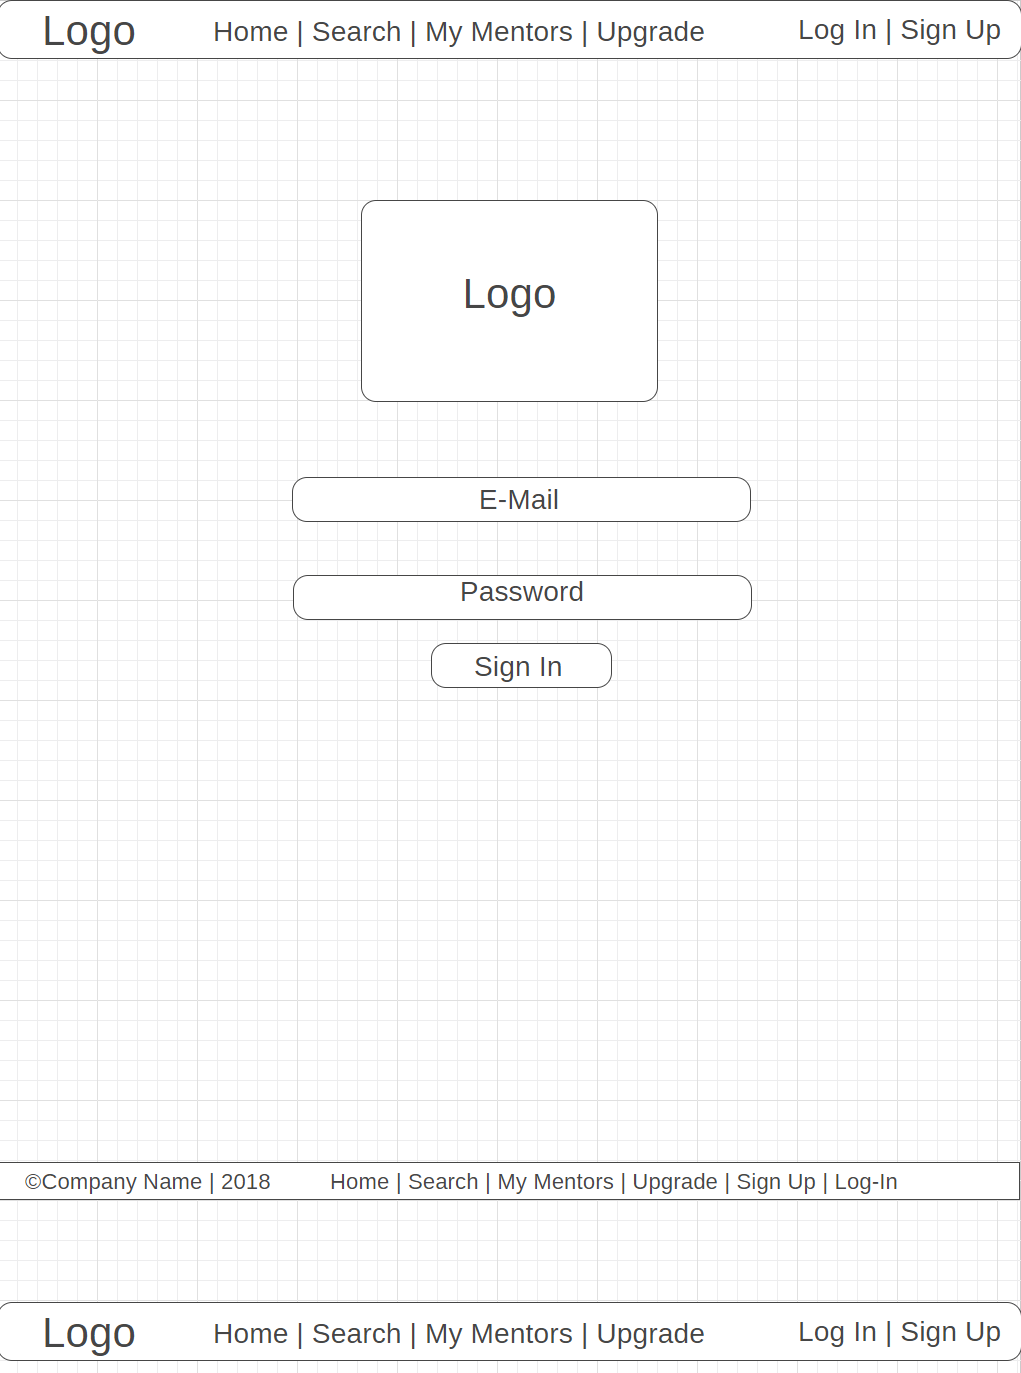 Logo Home | Search | My Mentors | Upgrade Log In | Sign Up
Logo
E-Mail
Password
Sign In
©Company Name | 2018 Home | Search | My Mentors | Upgrade | Sign Up | Log-In
Logo Home | Search | My Mentors | Upgrade Log In | Sign Up